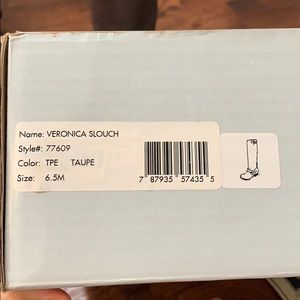 Name: VERONICA SLOUCH
Style#: 77609
Color: TPE TAUPE
Size: 6.5M
7 87935 57435 5